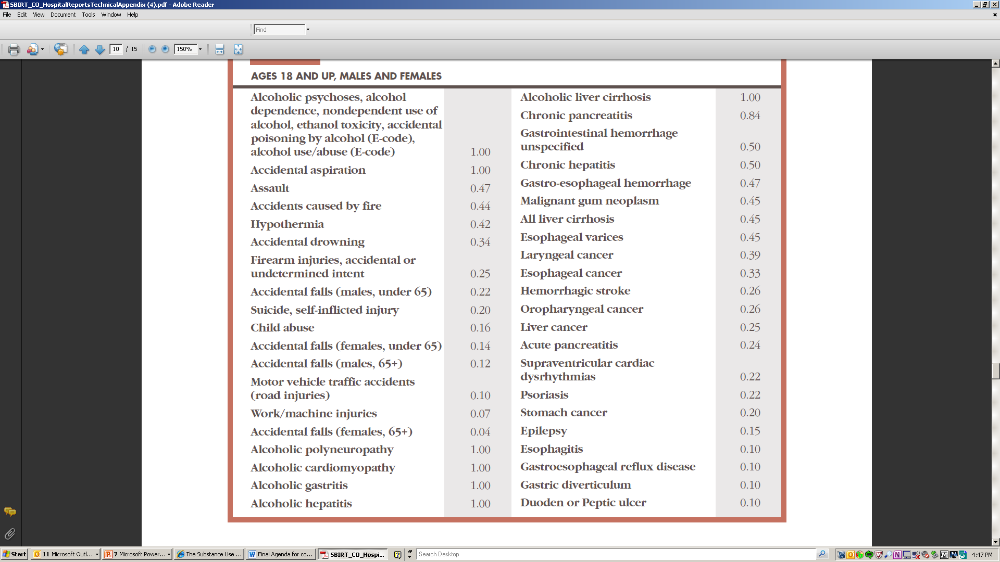 SBIRT_CO_HospitalReportsTechnicalAppendix (4).pdf - Adobe Reader
File Edit View Document Tools Window Help
Find
10 / 15 150%
AGES 18 AND UP, MALES AND FEMALES
Alcoholic psychoses, alcohol
dependence, nondependent use of
alcohol, ethanol toxicity, accidental
poisoning by alcohol (E-code),
alcohol use/abuse (E-code) 1.00
Accidental aspiration 1.00
Assault 0.47
Accidents caused by fire 0.44
Hypothermia 0.42
Accidental drowning 0.34
Firearm injuries, accidental or
undetermined intent 0.25
Accidental falls (males, under 65) 0.22
Suicide, self-inflicted injury 0.20
Child abuse 0.16
Accidental falls (females, under 65) 0.14
Accidental falls (males, 65+) 0.12
Motor vehicle traffic accidents
(road injuries) 0.10
Work/machine injuries 0.07
Accidental falls (females, 65+) 0.04
Alcoholic polyneuropathy 1.00
Alcoholic cardiomyopathy 1.00
Alcoholic gastritis 1.00
Alcoholic hepatitis 1.00
Alcoholic liver cirrhosis 1.00
Chronic pancreatitis 0.84
Gastrointestinal hemorrhage
unspecified 0.50
Chronic hepatitis 0.50
Gastro-esophageal hemorrhage 0.47
Malignant gum neoplasm 0.45
All liver cirrhosis 0.45
Esophageal varices 0.45
Laryngeal cancer 0.39
Esophageal cancer 0.33
Hemorrhagic stroke 0.26
Oropharyngeal cancer 0.26
Liver cancer 0.25
Acute pancreatitis 0.24
Supraventricular cardiac
dysrhythmias 0.22
Psoriasis 0.22
Stomach cancer 0.20
Epilepsy 0.15
Esophagitis 0.10
Gastroesophageal reflux disease 0.10
Gastric diverticulum 0.10
Duoden or Peptic ulcer 0.10
Start 11 Microsoft Outl... 7 Microsoft Power... The Substance Use ... Final Agenda for co... SBIRT_CO_Hospi... Search Desktop 4:47 PM